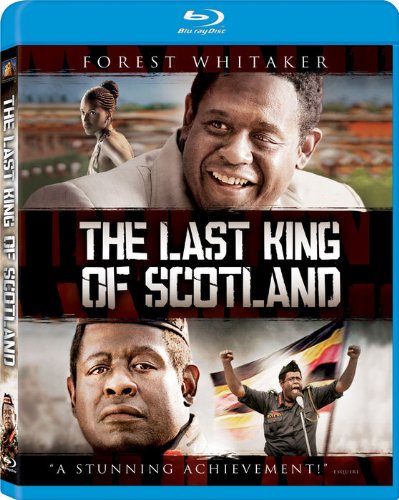 Blu-ray Disc
FOREST WHITAKER
THE LAST KING
OF SCOTLAND
THE LAST KING OF SCOTLAND
"A STUNNING ACHIEVEMENT!"
ESQUIRE